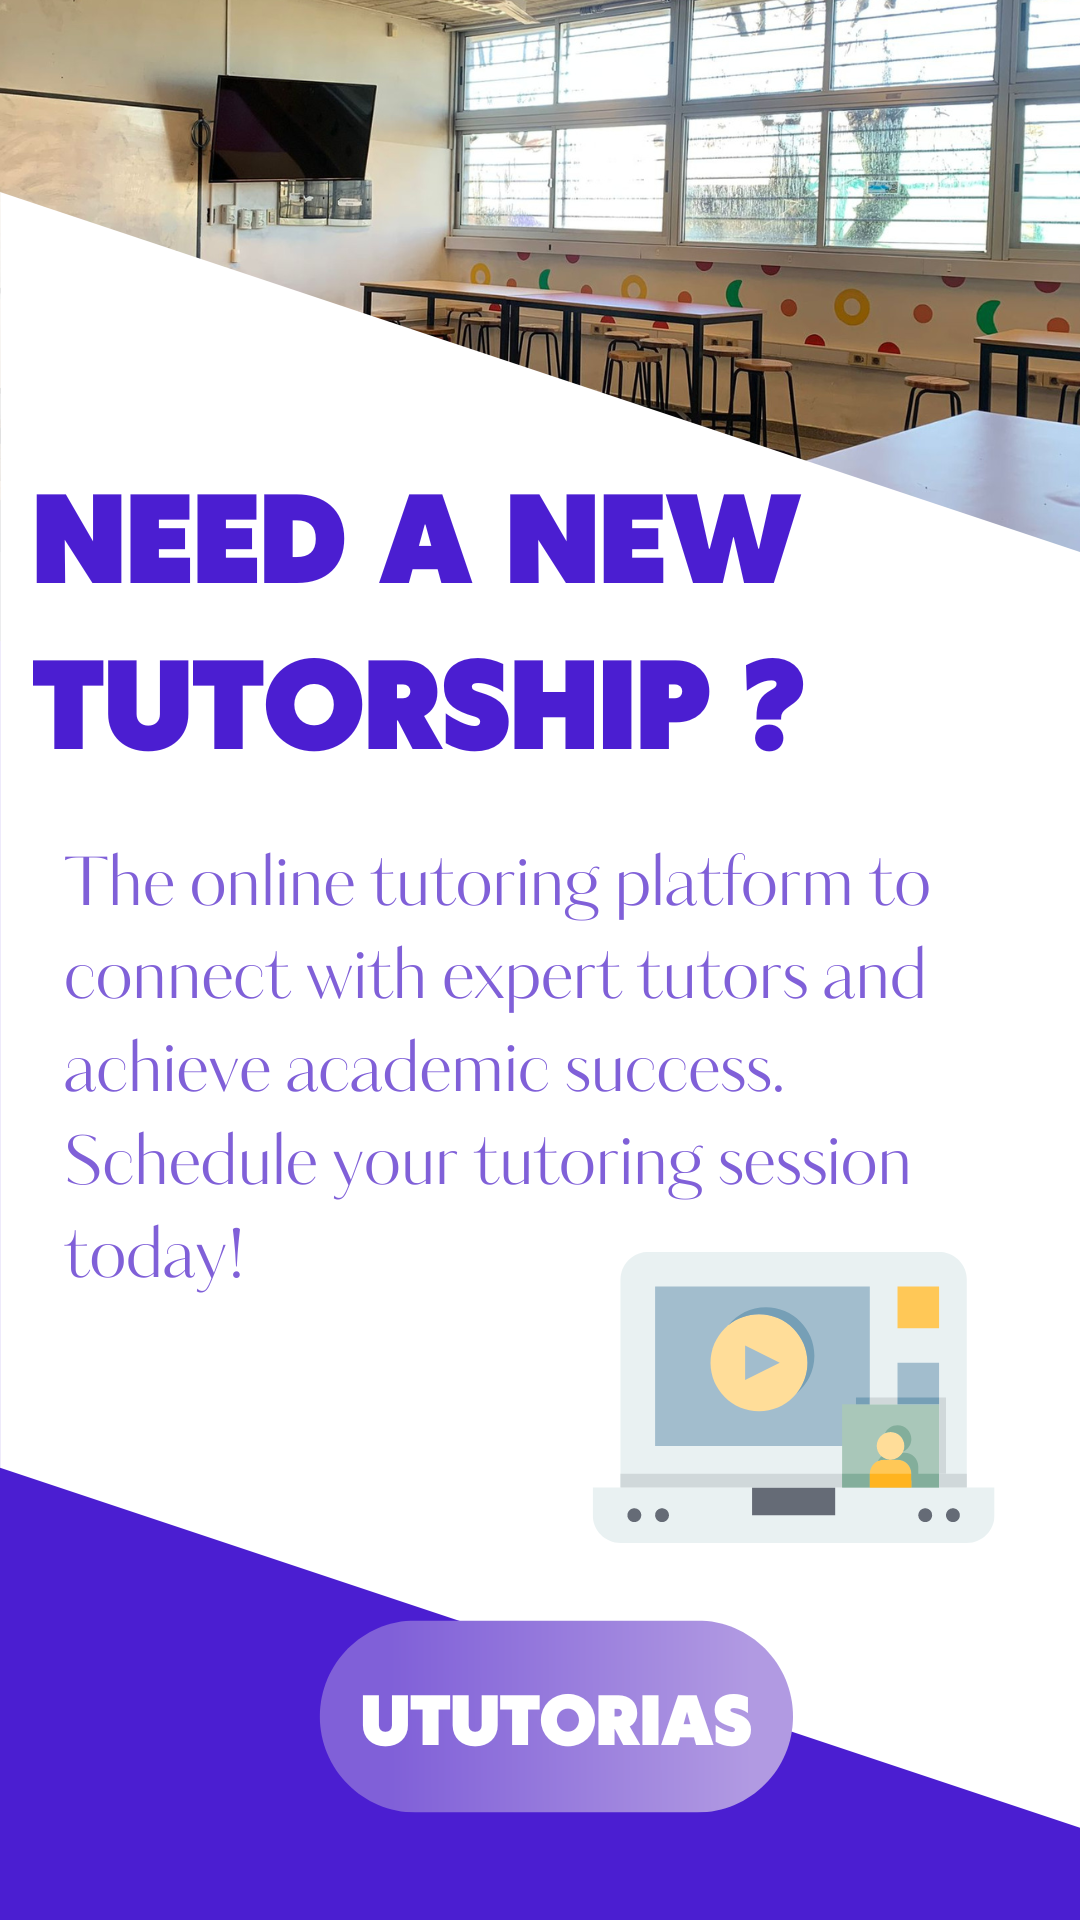 NEED A NEW
TUTORSHIP ?
The online tutoring platform to
connect with expert tutors and
achieve academic success.
Schedule your tutoring session
today!
UTUTORIAS